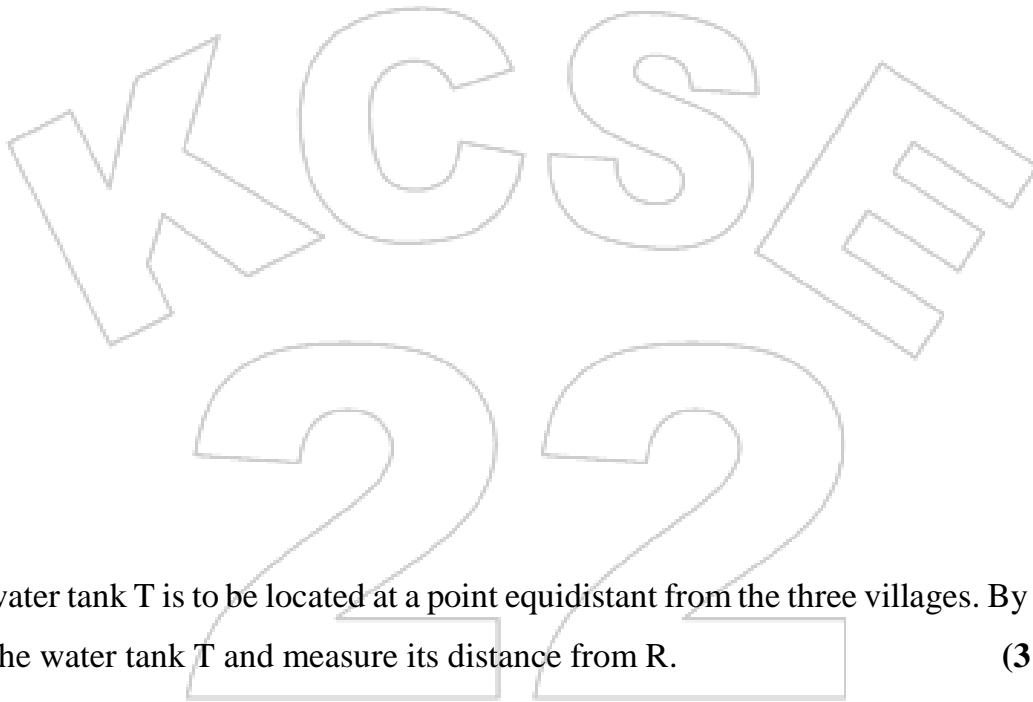 KCSE
22
water tank T is to be located at a point equidistant from the three villages. By
the water tank T and measure its distance from R. (3